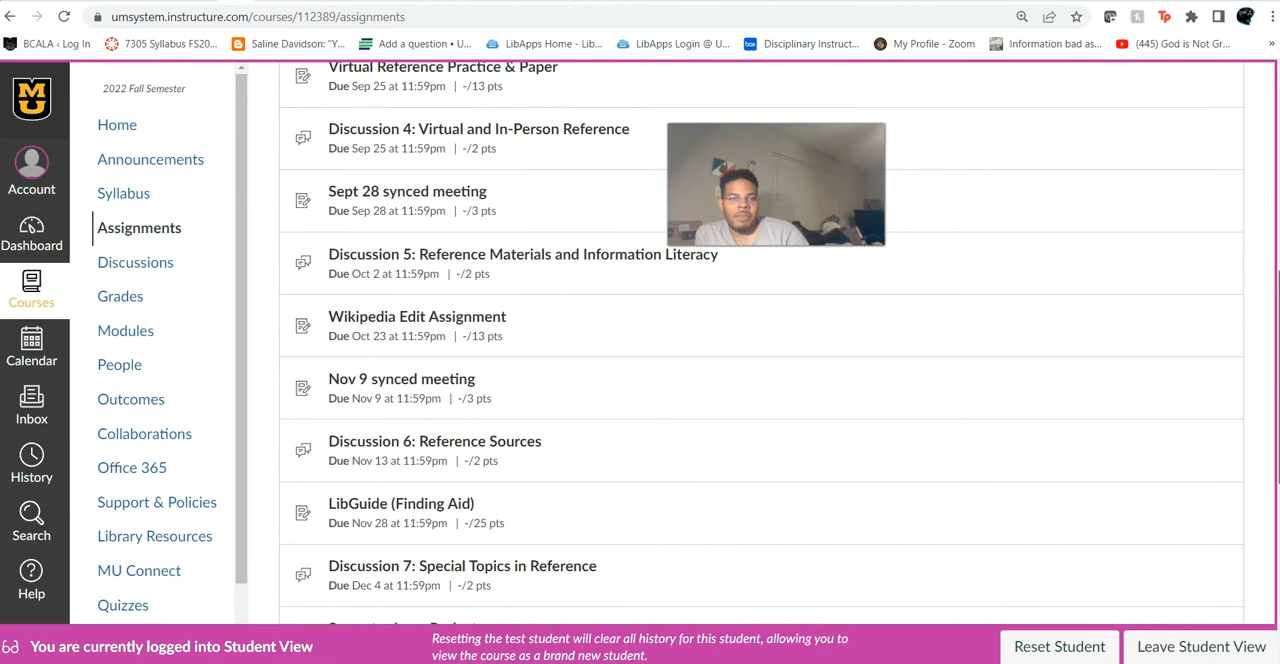 umsystem.instructure.com/courses/112389/assignments
BCALA ‹ Log In
7305 Syllabus FS20...
Saline Davidson: "Y...
Add a question • U...
LibApps Home - Lib...
LibApps Login @ U...
box
Disciplinary Instruct...
My Profile - Zoom
Information bad as...
(445) God is Not Gr...
»
MU
Account
Dashboard
Courses
Calendar
Inbox
History
Search
Help
2022 Fall Semester
Home
Announcements
Syllabus
Assignments
Discussions
Grades
Modules
People
Outcomes
Collaborations
Office 365
Support & Policies
Library Resources
MU Connect
Quizzes
Virtual Reference Practice & Paper
Due Sep 25 at 11:59pm | -/13 pts
Discussion 4: Virtual and In-Person Reference
Due Sep 25 at 11:59pm | -/2 pts
Sept 28 synced meeting
Due Sep 28 at 11:59pm | -/3 pts
Discussion 5: Reference Materials and Information Literacy
Due Oct 2 at 11:59pm | -/2 pts
Wikipedia Edit Assignment
Due Oct 23 at 11:59pm | -/13 pts
Nov 9 synced meeting
Due Nov 9 at 11:59pm | -/3 pts
Discussion 6: Reference Sources
Due Nov 13 at 11:59pm | -/2 pts
LibGuide (Finding Aid)
Due Nov 28 at 11:59pm | -/25 pts
Discussion 7: Special Topics in Reference
Due Dec 4 at 11:59pm | -/2 pts
You are currently logged into Student View
Resetting the test student will clear all history for this student, allowing you to
view the course as a brand new student.
Reset Student
Leave Student View